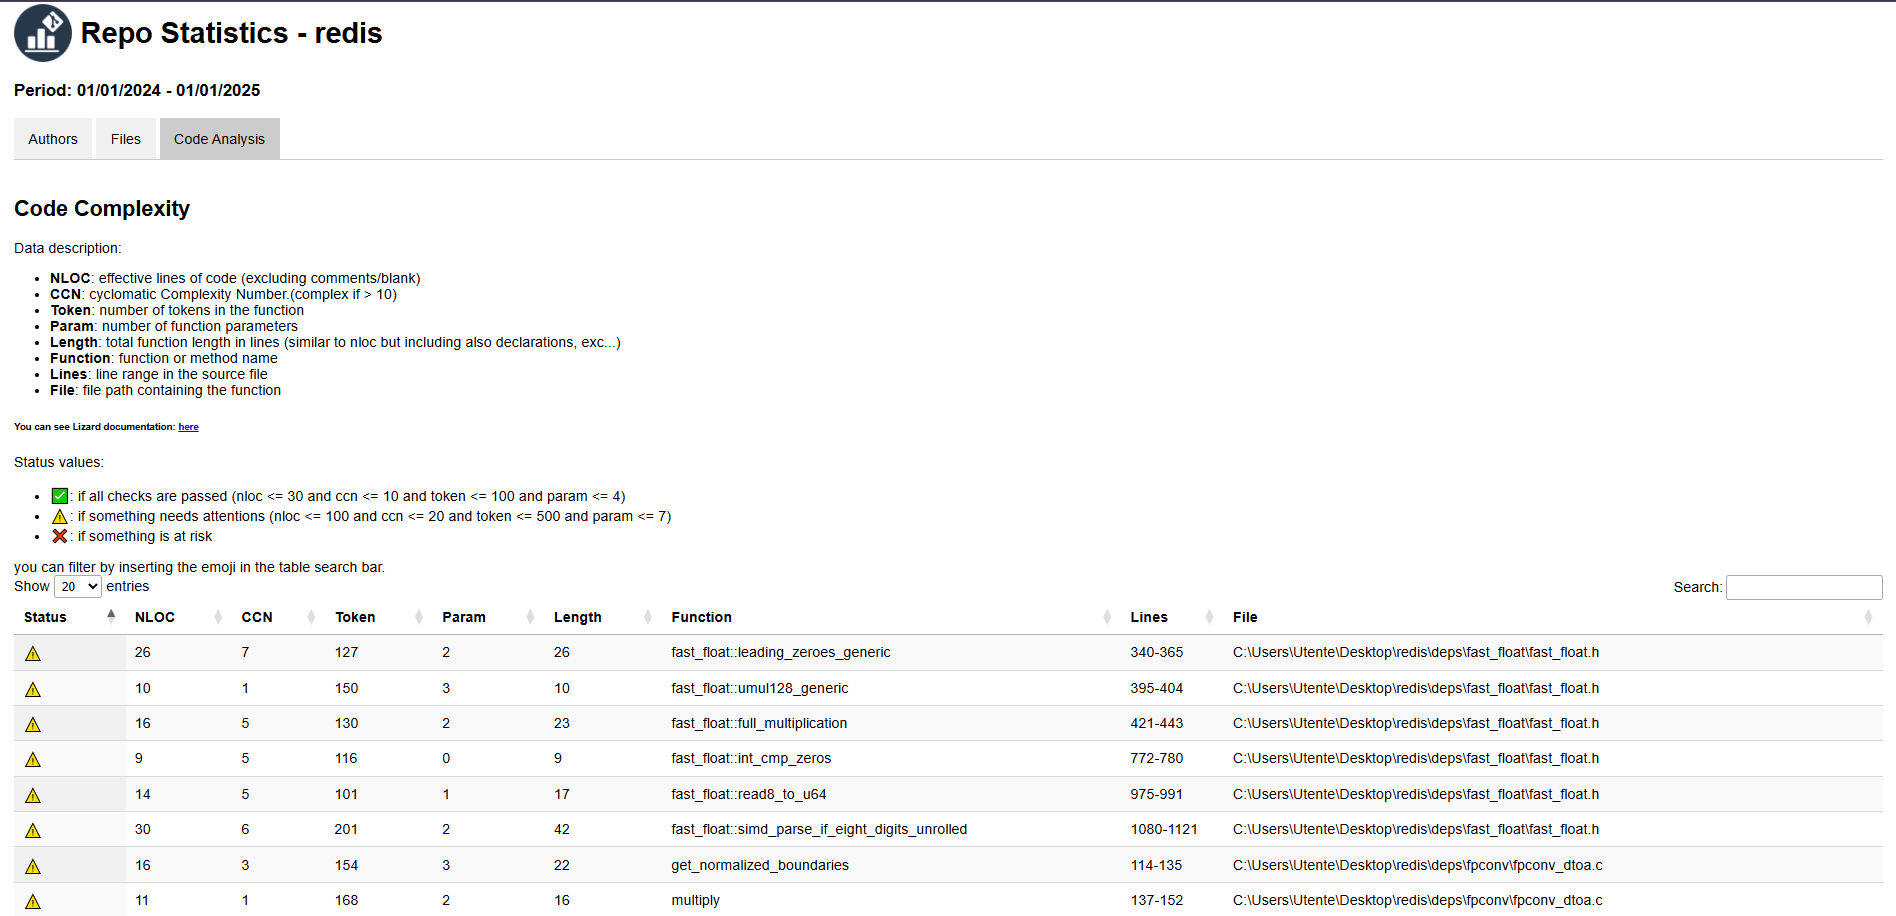 Repo Statistics - redis
Period: 01/01/2024 - 01/01/2025
Authors Files Code Analysis
Code Complexity
Data description:
• NLOC: effective lines of code (excluding comments/blank)
• CCN: cyclomatic Complexity Number.(complex if > 10)
• Token: number of tokens in the function
• Param: number of function parameters
• Length: total function length in lines (similar to nloc but including also declarations, exc...)
• Function: function or method name
• Lines: line range in the source file
• File: file path containing the function
You can see Lizard documentation: here
Status values:
• ✅: if all checks are passed (nloc <= 30 and ccn <= 10 and token <= 100 and param <= 4)
• ⚠: if something needs attentions (nloc <= 100 and ccn <= 20 and token <= 500 and param <= 7)
• ❌: if something is at risk
you can filter by inserting the emoji in the table search bar.
Show 20 entries Search:
Status NLOC CCN Token Param Length Function Lines File
⚠ 26 7 127 2 26 fast_float::leading_zeroes_generic 340-365 C:\Users\Utente\Desktop\redis\deps\fast_float\fast_float.h
⚠ 10 1 150 3 10 fast_float::umul128_generic 395-404 C:\Users\Utente\Desktop\redis\deps\fast_float\fast_float.h
⚠ 16 5 130 2 23 fast_float::full_multiplication 421-443 C:\Users\Utente\Desktop\redis\deps\fast_float\fast_float.h
⚠ 9 5 116 0 9 fast_float::int_cmp_zeros 772-780 C:\Users\Utente\Desktop\redis\deps\fast_float\fast_float.h
⚠ 14 5 101 1 17 fast_float::read8_to_u64 975-991 C:\Users\Utente\Desktop\redis\deps\fast_float\fast_float.h
⚠ 30 6 201 2 42 fast_float::simd_parse_if_eight_digits_unrolled 1080-1121 C:\Users\Utente\Desktop\redis\deps\fast_float\fast_float.h
⚠ 16 3 154 3 22 get_normalized_boundaries 114-135 C:\Users\Utente\Desktop\redis\deps\fpconv\fpconv_dtoa.c
⚠ 11 1 168 2 16 multiply 137-152 C:\Users\Utente\Desktop\redis\deps\fpconv\fpconv_dtoa.c